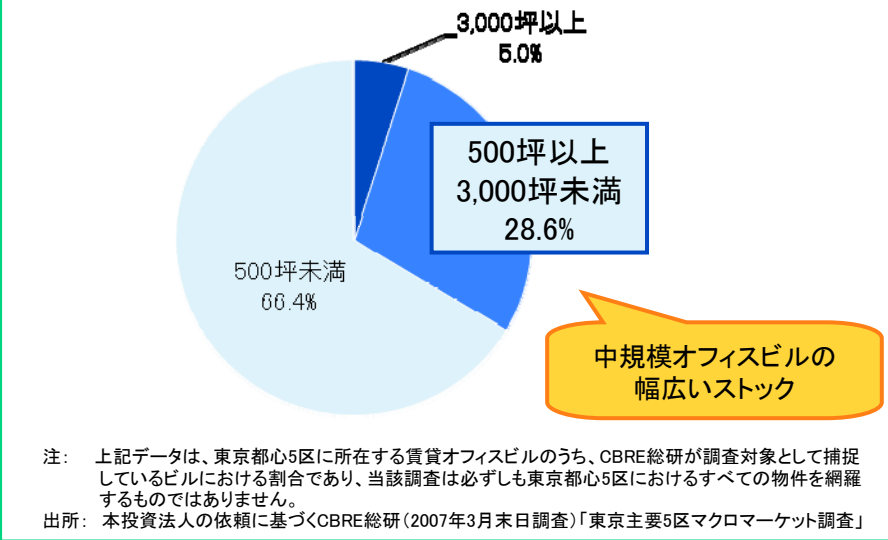 3,000坪以上
5.0%
500坪以上
3,000坪未満
28.6%
500坪未満
66.4%
中規模オフィスビルの
幅広いストック
注： 上記データは、東京都心5区に所在する賃貸オフィスビルのうち、CBRE総研が調査対象として捕捉
しているビルにおける割合であり、当該調査は必ずしも東京都心5区におけるすべての物件を網羅
するものではありません。
出所： 本投資法人の依頼に基づくCBRE総研（2007年3月末日調査）「東京主要5区マクロマーケット調査」